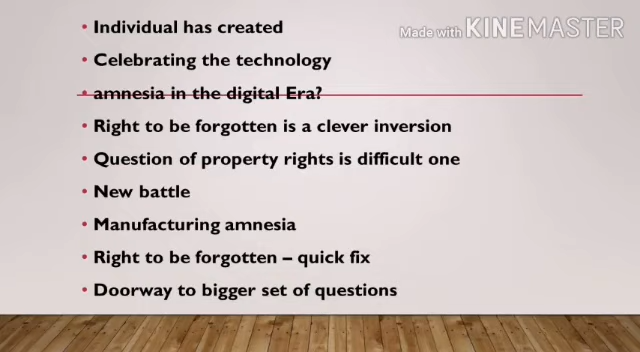 • Individual has created
Made with KINEMASTER
• Celebrating the technology
• amnesia in the digital Era?
• Right to be forgotten is a clever inversion
• Question of property rights is difficult one
• New battle
• Manufacturing amnesia
• Right to be forgotten – quick fix
• Doorway to bigger set of questions